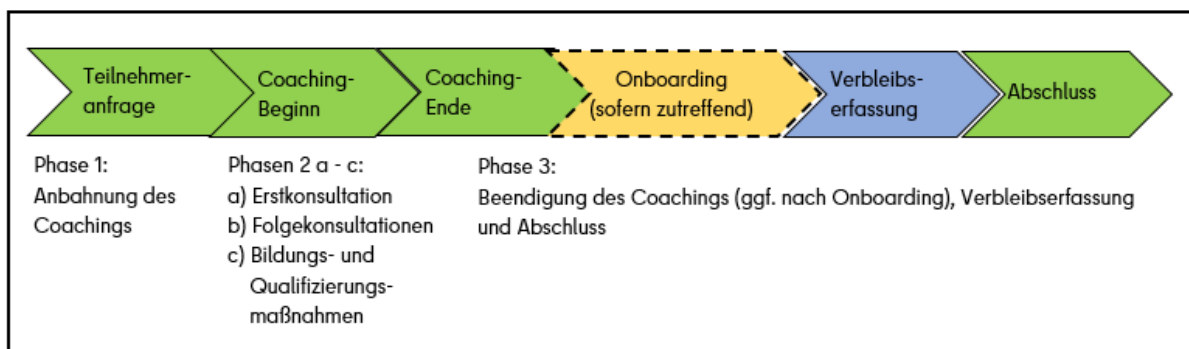 Teilnehmer-
anfrage
Coaching-
Beginn
Coaching-
Ende
Onboarding
(sofern zutreffend)
Verbleibs-
erfassung
Abschluss
Phase 1:
Anbahnung des
Coachings
Phasen 2 a - c:
a) Erstkonsultation
b) Folgekonsultationen
c) Bildungs- und
Qualifizierungs-
maßnahmen
Phase 3:
Beendigung des Coachings (ggf. nach Onboarding), Verbleibserfassung
und Abschluss